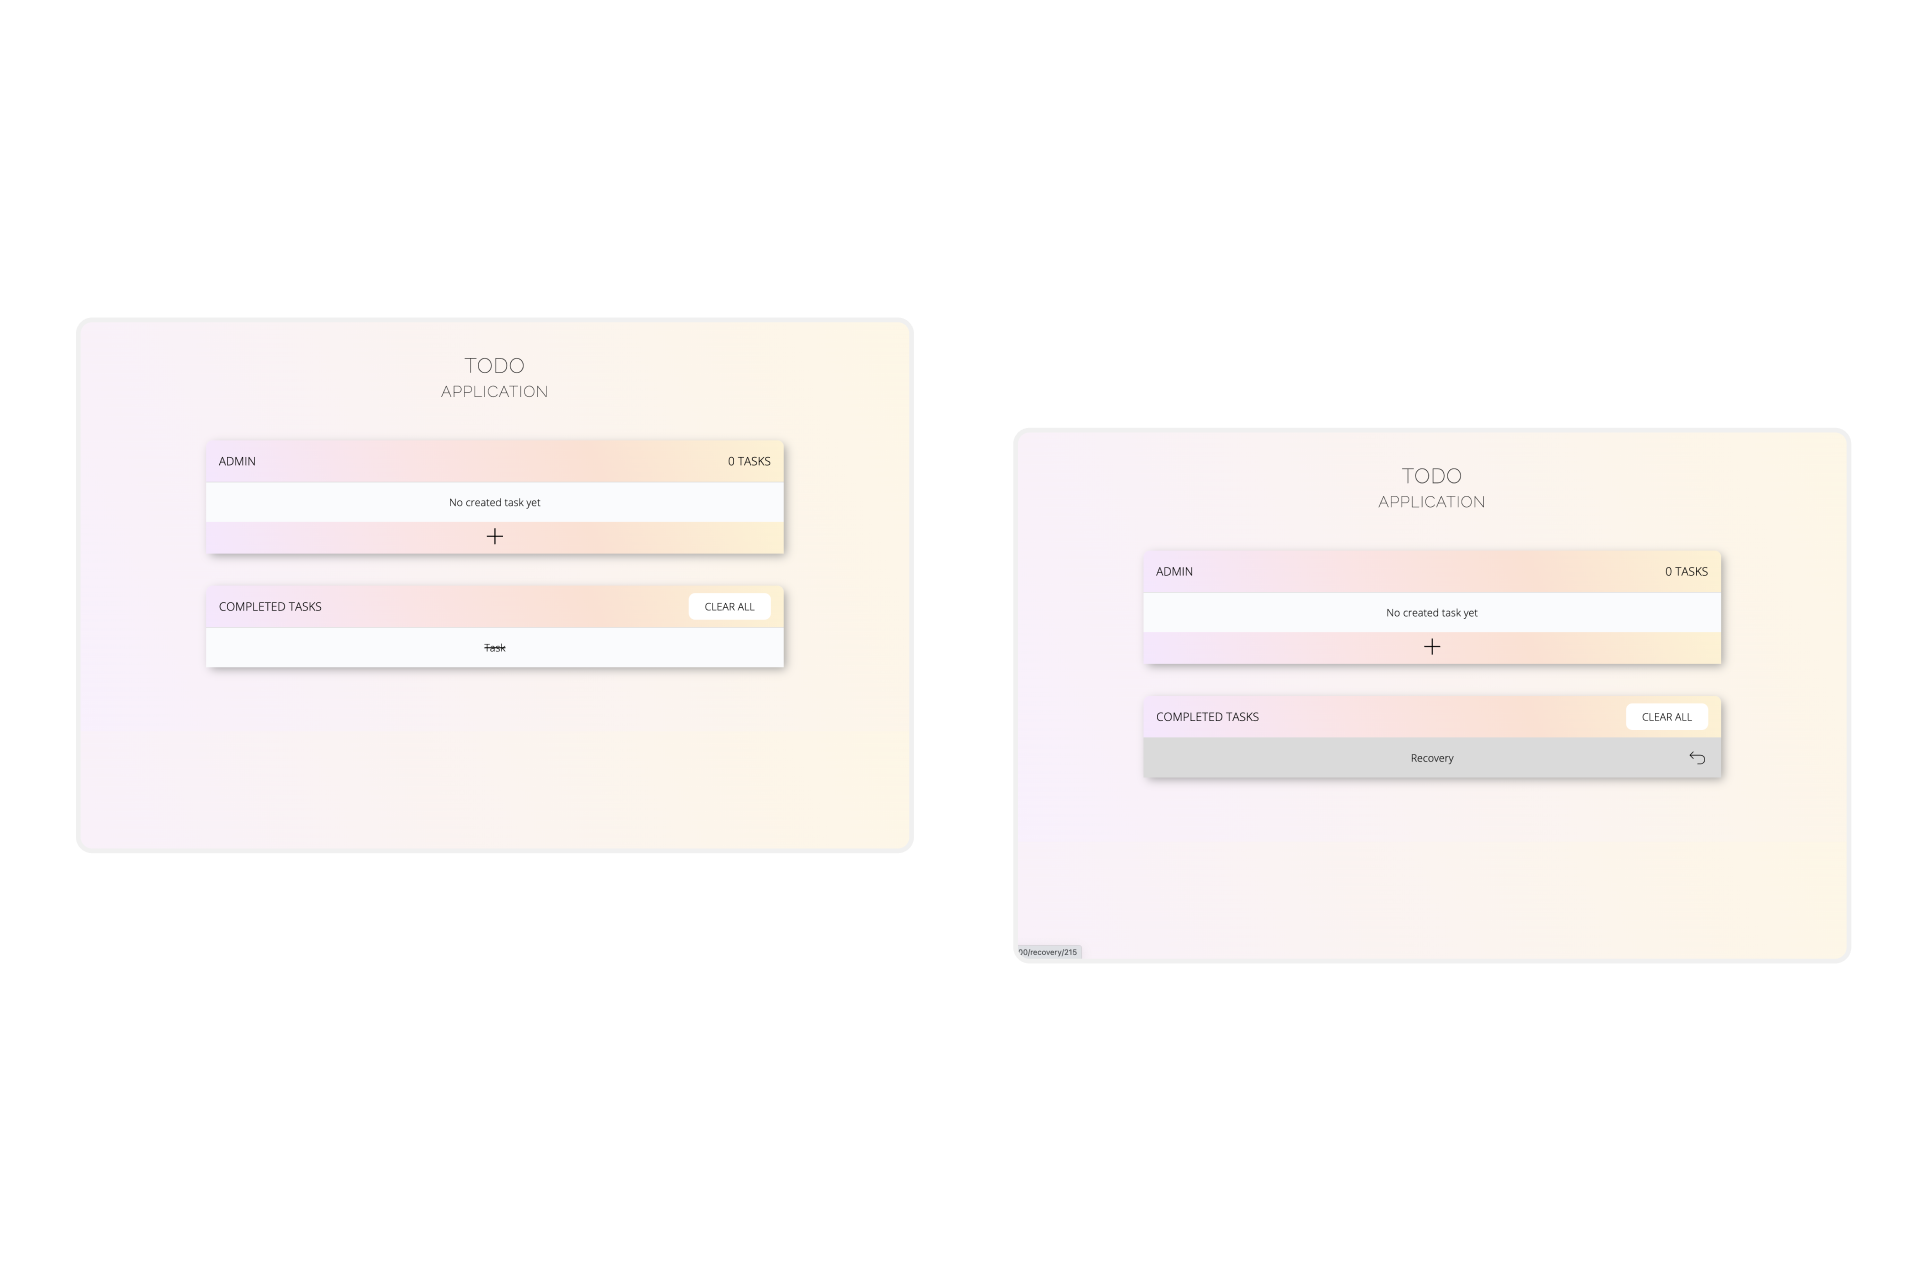 TODO
APPLICATION
ADMIN 0 TASKS
No created task yet
COMPLETED TASKS CLEAR ALL
Task
TODO
APPLICATION
ADMIN 0 TASKS
No created task yet
COMPLETED TASKS CLEAR ALL
Recovery
00/recovery/215